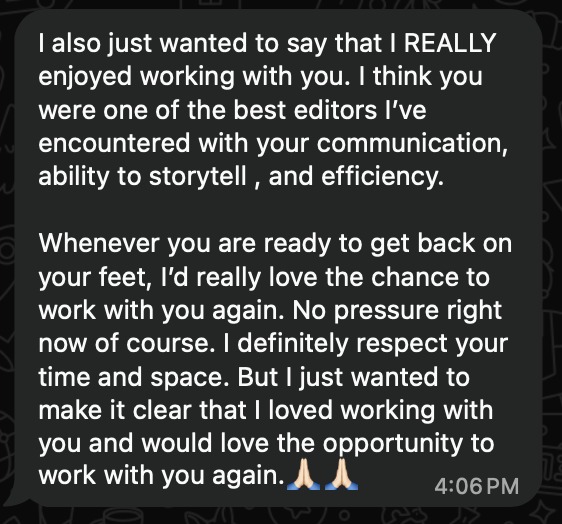 I also just wanted to say that I REALLY
enjoyed working with you. I think you
were one of the best editors I’ve
encountered with your communication,
ability to storytell , and efficiency.

Whenever you are ready to get back on
your feet, I’d really love the chance to
work with you again. No pressure right
now of course. I definitely respect your
time and space. But I just wanted to
make it clear that I loved working with
you and would love the opportunity to
work with you again.🙏🏻🙏🏻
4:06 PM